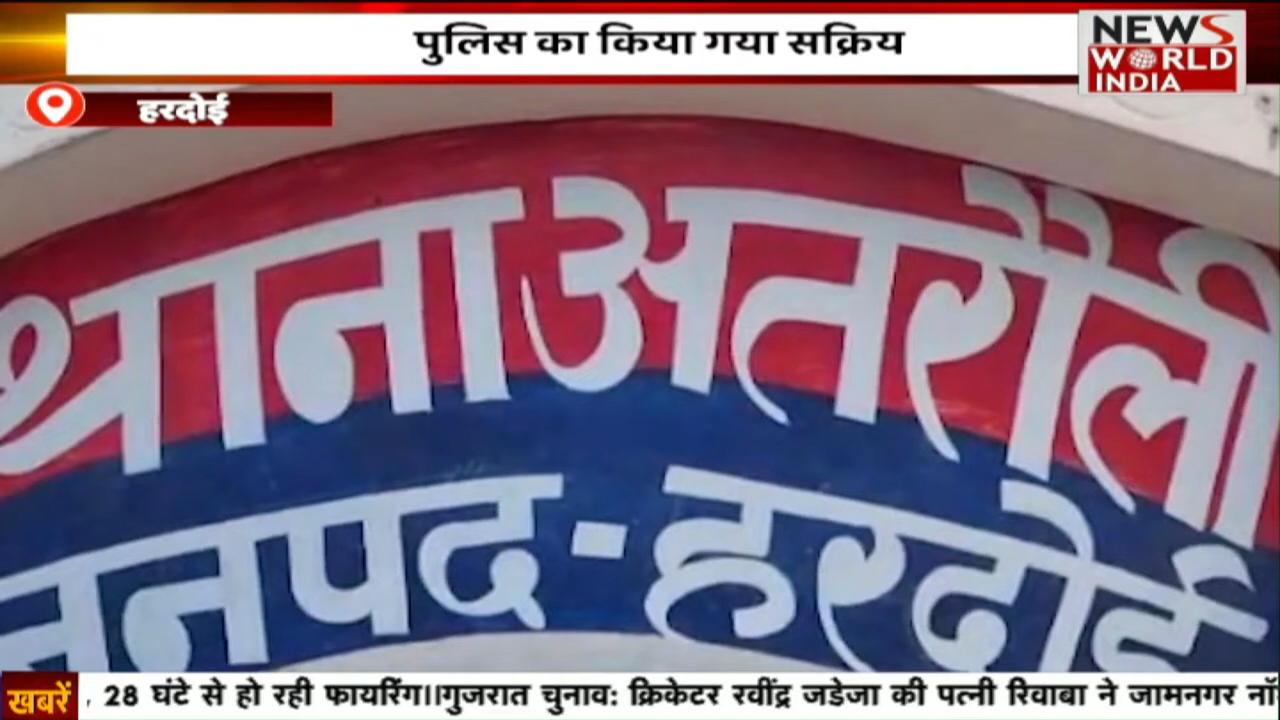 पुलिस का किया गया सक्रिय
NEWS
WORLD
INDIA
हरदोई
थाना अतरौली
जनपद-हरदोई
खबरें , 28 घंटे से हो रही फायरिंग||गुजरात चुनाव: क्रिकेटर रवींद्र जडेजा की पत्नी रिवाबा ने जामनगर नॉ